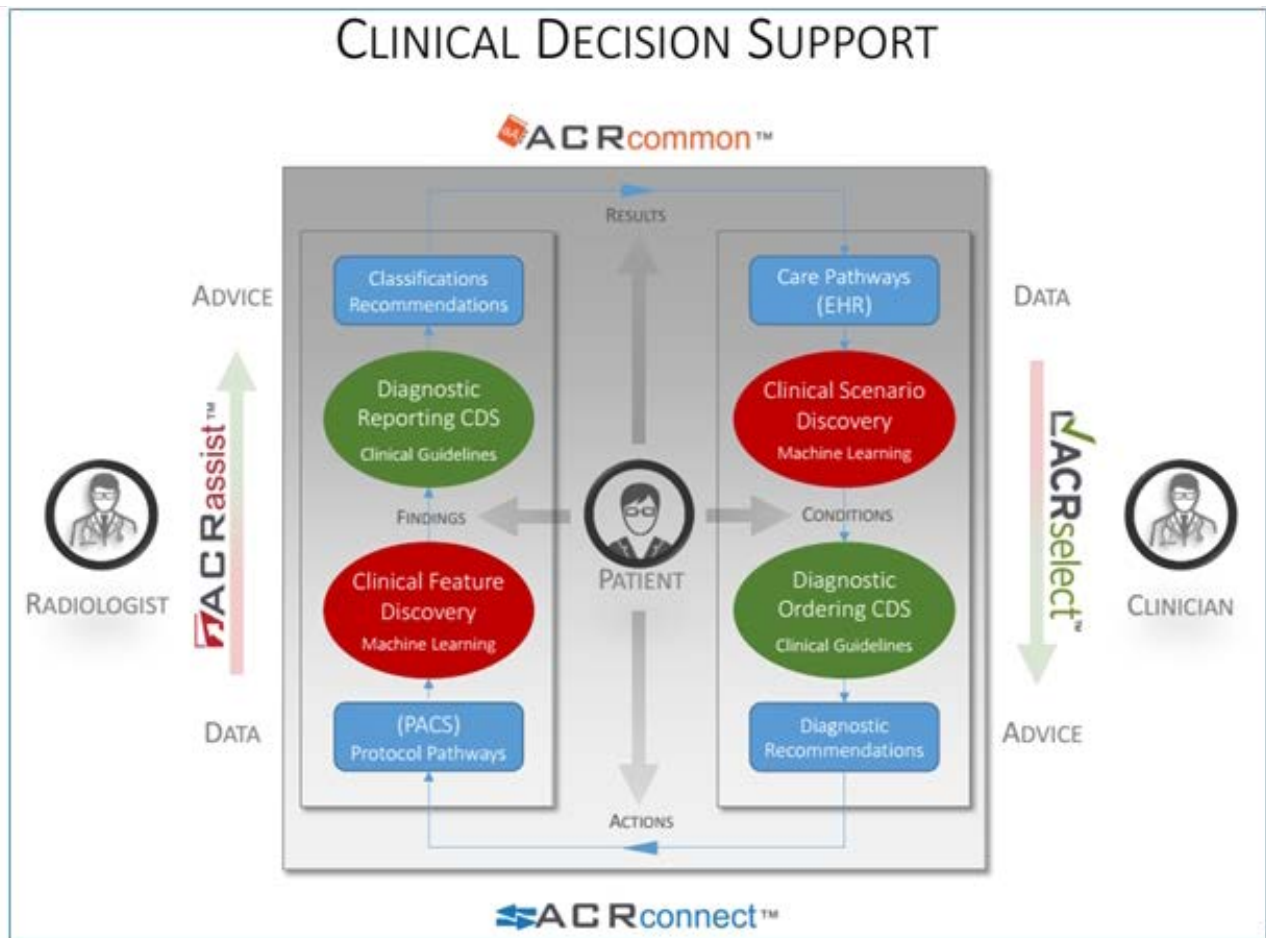 CLINICAL DECISION SUPPORT
ACRcommon™
RESULTS
ADVICE
Classifications
Recommendations
Care Pathways
(EHR)
DATA
Diagnostic
Reporting CDS
Clinical Guidelines
Clinical Scenario
Discovery
Machine Learning
ACRassist™
ACRselect™
FINDINGS
CONDITIONS
RADIOLOGIST
PATIENT
CLINICIAN
Clinical Feature
Discovery
Machine Learning
Diagnostic
Ordering CDS
Clinical Guidelines
DATA
(PACS)
Protocol Pathways
Diagnostic
Recommendations
ADVICE
ACTIONS
ACRconnect™